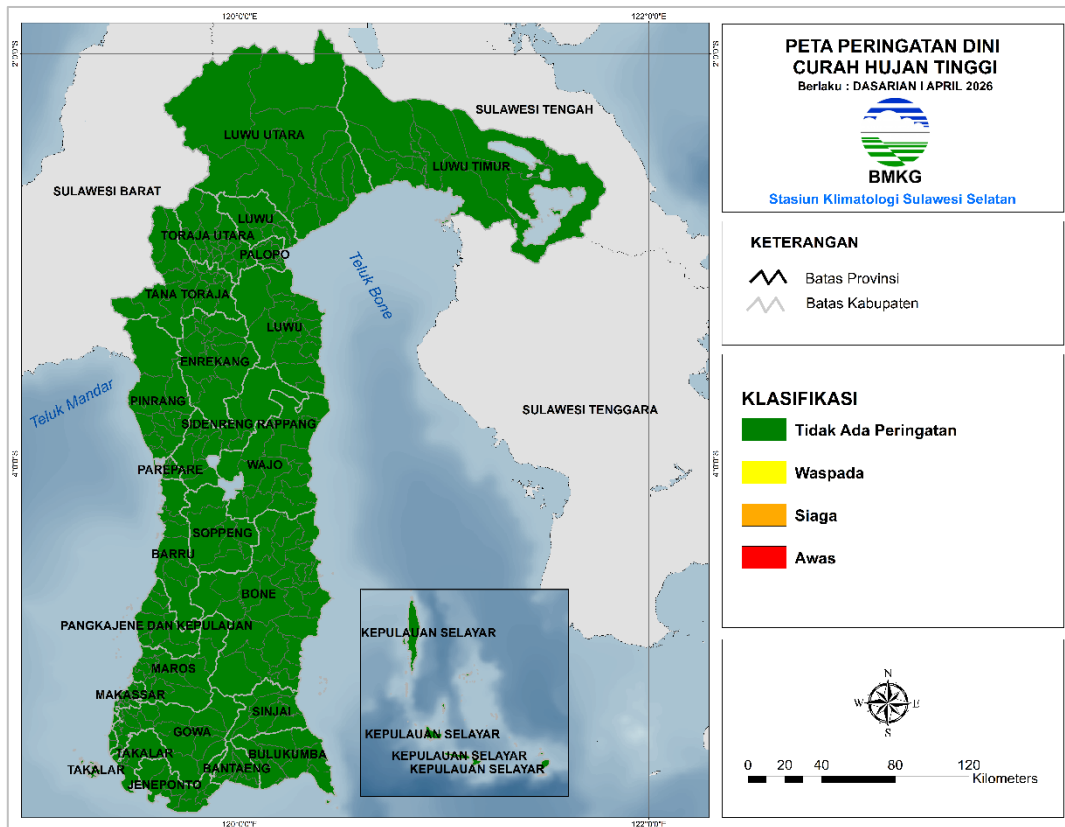 120°0'0"E
122°0'0"E
2°0'0"S
2°0'0"S
SULAWESI TENGAH
LUWU UTARA
LUWU TIMUR
SULAWESI BARAT
LUWU
TORAJA UTARA
PALOPO
Teluk Bone
TANA TORAJA
LUWU
ENREKANG
Teluk Mandar
PINRANG
SULAWESI TENGGARA
SIDENRENG RAPPANG
4°0'0"S
4°0'0"S
PAREPARE
WAJO
SOPPENG
BARRU
BONE
PANGKAJENE DAN KEPULAUAN
KEPULAUAN SELAYAR
MAROS
MAKASSAR
SINJAI
GOWA
KEPULAUAN SELAYAR
TAKALAR
BULUKUMBA
KEPULAUAN SELAYAR
TAKALAR
BANTAENG
KEPULAUAN SELAYAR
JENEPONTO
120°0'0"E
122°0'0"E
PETA PERINGATAN DINI
CURAH HUJAN TINGGI
Berlaku : DASARIAN I APRIL 2026
BMKG
Stasiun Klimatologi Sulawesi Selatan
KETERANGAN
Batas Provinsi
Batas Kabupaten
KLASIFIKASI
Tidak Ada Peringatan
Waspada
Siaga
Awas
N
W E
S
0 20 40 80 120
Kilometers